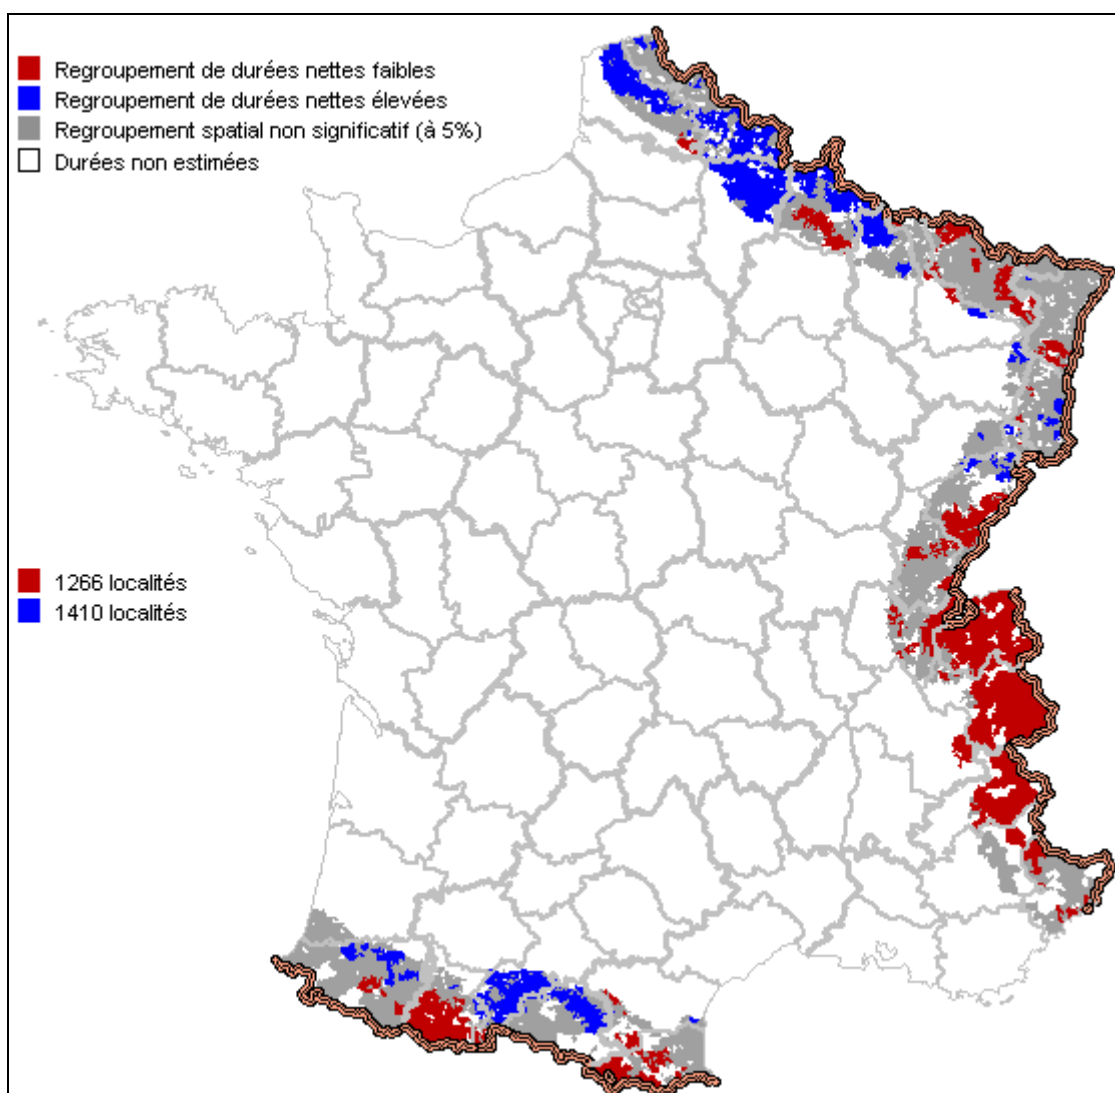 Regroupement de durées nettes faibles
Regroupement de durées nettes élevées
Regroupement spatial non significatif (à 5%)
Durées non estimées
1266 localités
1410 localités